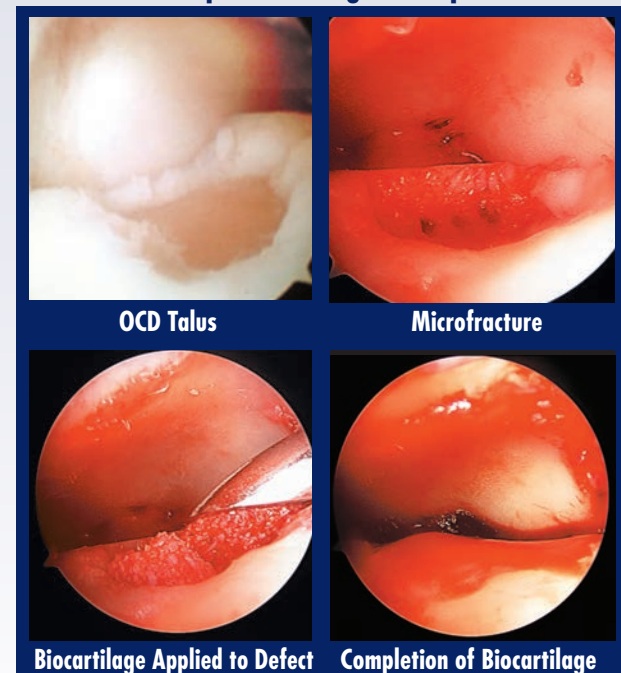 OCD Talus
Microfracture
Biocartilage Applied to Defect
Completion of Biocartilage